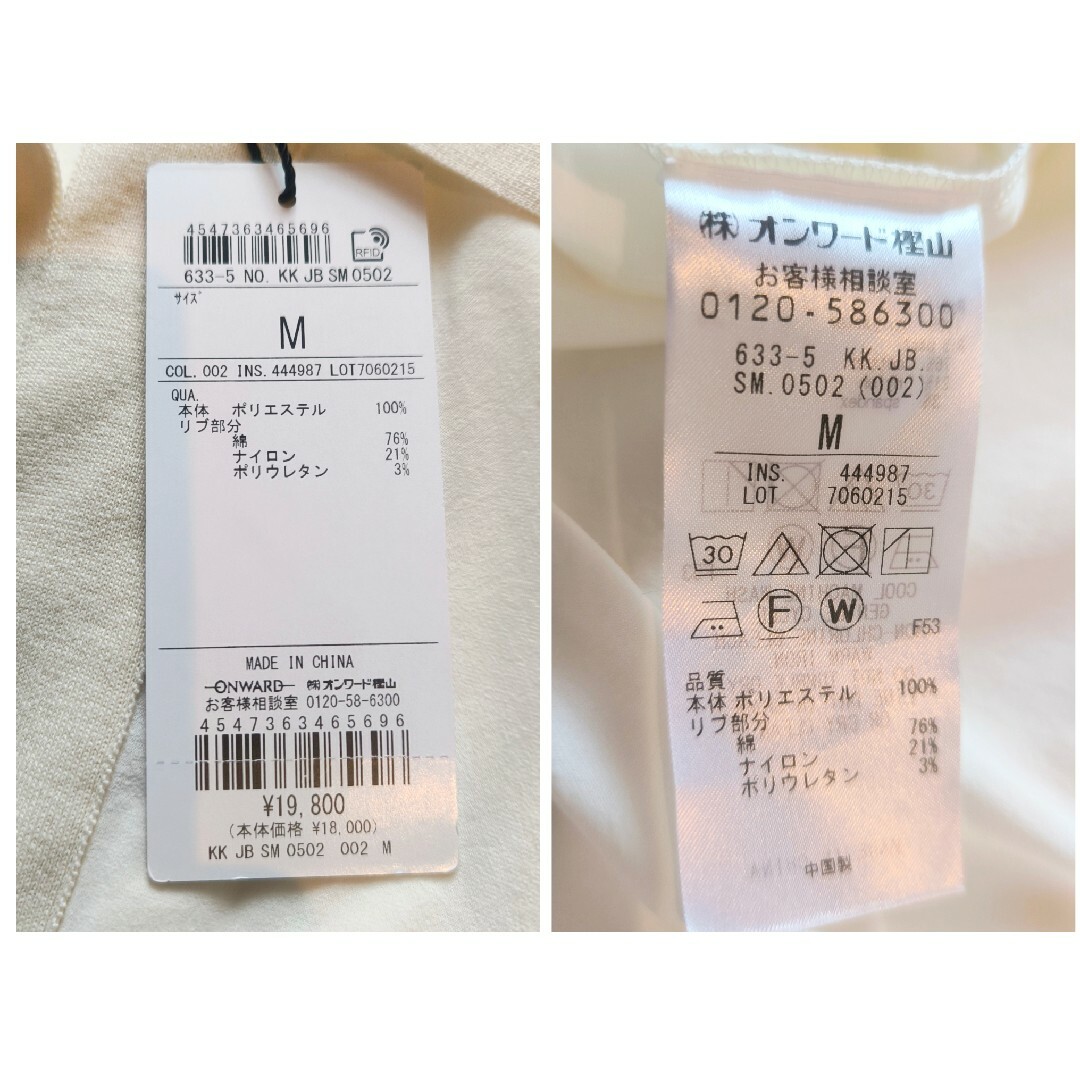 4547363465696
RFID
633-5 NO. KK JB SM 0502
サイズ
M
COL. 002 INS. 444987 LOT7060215
QUA.
本体 ポリエステル 100%
リブ部分
綿 76%
ナイロン 21%
ポリウレタン 3%
MADE IN CHINA
ONWARD ㈱オンワード樫山
お客様相談室 0120-58-6300
4547363465696
¥19,800
(本体価格 ¥18,000)
KK JB SM 0502 002 M
㈱オンワード樫山
お客様相談室
0120-586300
633-5 KK.JB.
SM.0502 (002)
M
INS. 444987
LOT 7060215
30
F W
F53
品質
本体 ポリエステル 100%
リブ部分
綿 76%
ナイロン 21%
ポリウレタン 3%
中国製